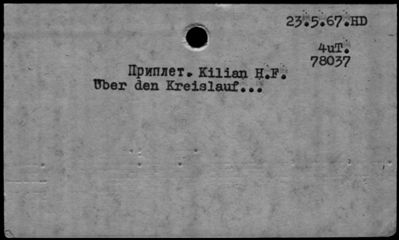 23.5.67.HD
4uT.
78037
Приплет. Kilian H.F.
Über den Kreislauf...